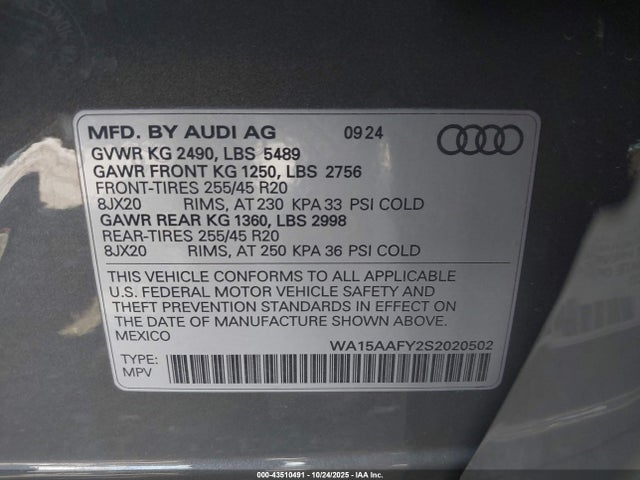 MFD. BY AUDI AG 09 24
GVWR KG 2490, LBS 5489
GAWR FRONT KG 1250, LBS 2756
FRONT-TIRES 255/45 R20
8JX20 RIMS, AT 230 KPA 33 PSI COLD
GAWR REAR KG 1360, LBS 2998
REAR-TIRES 255/45 R20
8JX20 RIMS, AT 250 KPA 36 PSI COLD
THIS VEHICLE CONFORMS TO ALL APPLICABLE
U.S. FEDERAL MOTOR VEHICLE SAFETY AND
THEFT PREVENTION STANDARDS IN EFFECT ON
THE DATE OF MANUFACTURE SHOWN ABOVE.
MEXICO
WA15AAFY2S2020502
TYPE:
MPV
00-43510491 - 10/24/2025 - IAA Inc.